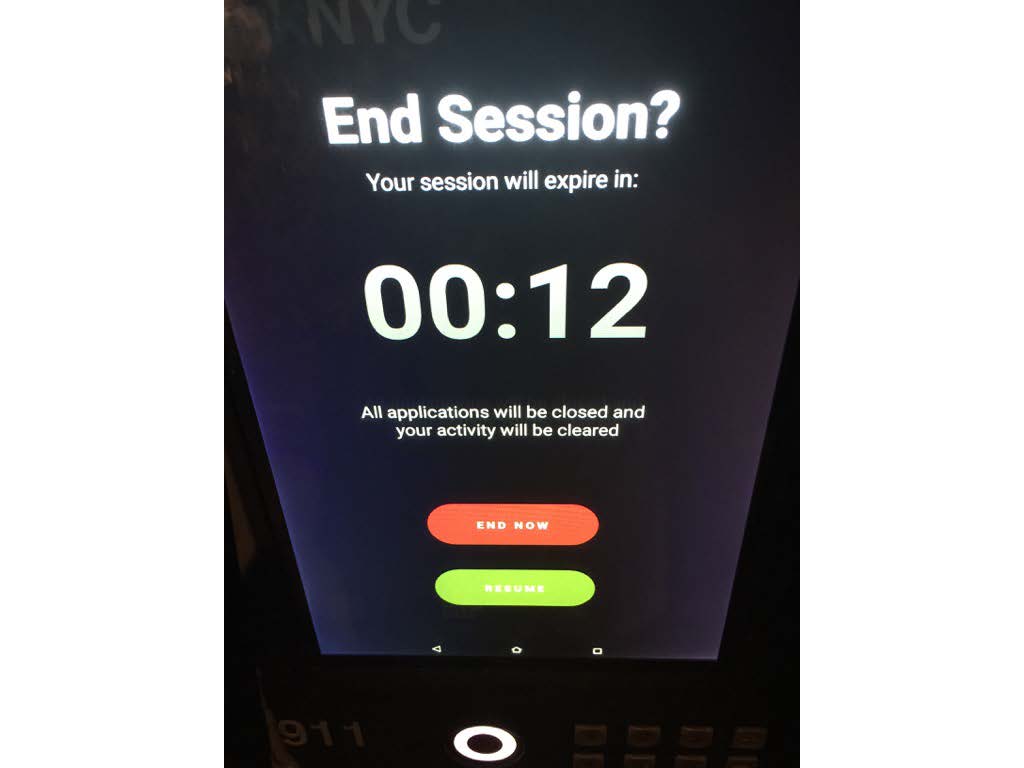 NYC
End Session?
Your session will expire in:
00:12
All applications will be closed and
your activity will be cleared
END NOW
RESUME
911